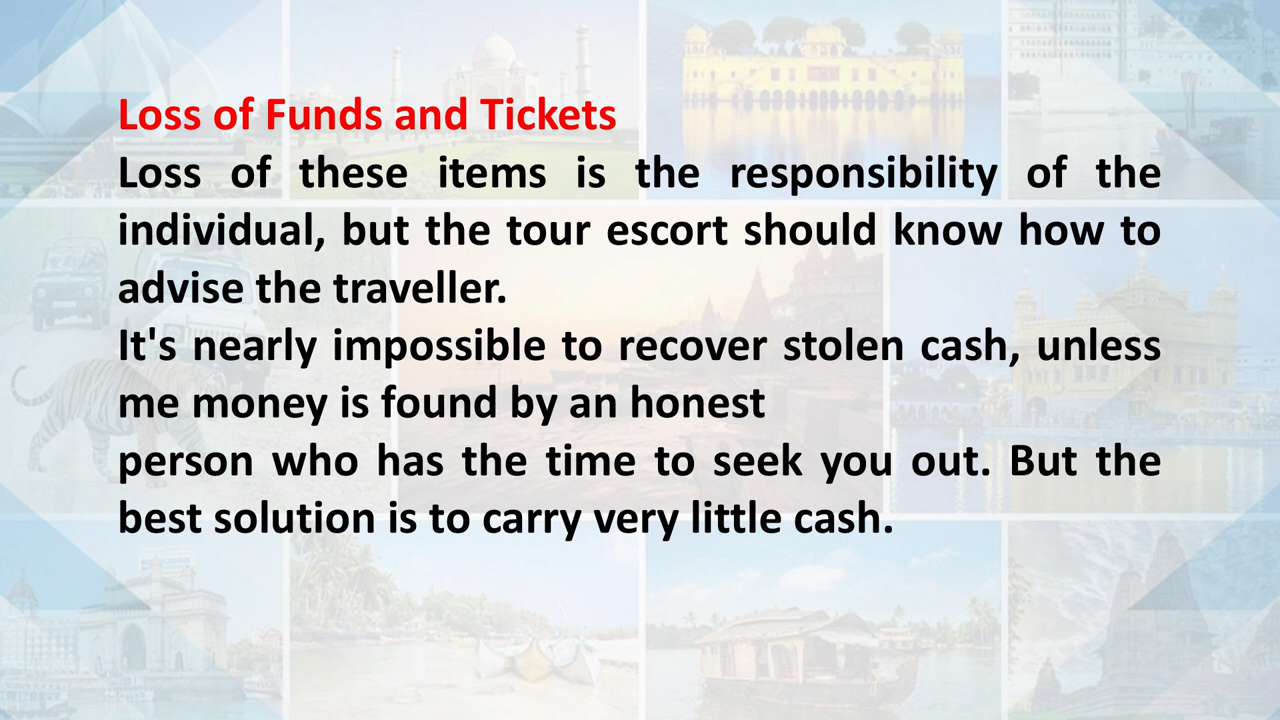 Loss of Funds and Tickets
Loss of these items is the responsibility of the
individual, but the tour escort should know how to
advise the traveller.
It's nearly impossible to recover stolen cash, unless
me money is found by an honest
person who has the time to seek you out. But the
best solution is to carry very little cash.